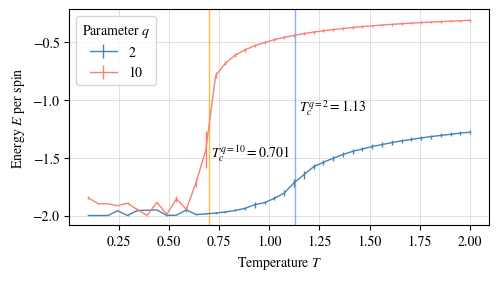 Parameter q
2
10
−0.5
−1.0
−1.5
−2.0
Energy E per spin
T_c^{q=2} = 1.13
T_c^{q=10} = 0.701
0.25 0.50 0.75 1.00 1.25 1.50 1.75 2.00
Temperature T